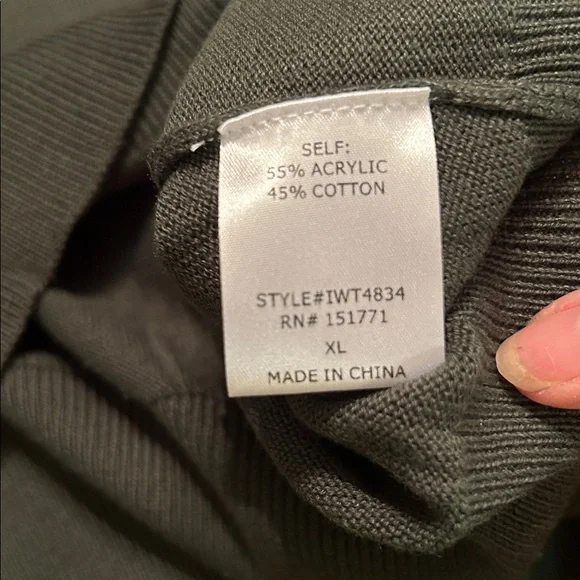 SELF:
55% ACRYLIC
45% COTTON
STYLE#IWT4834
RN# 151771
XL
MADE IN CHINA